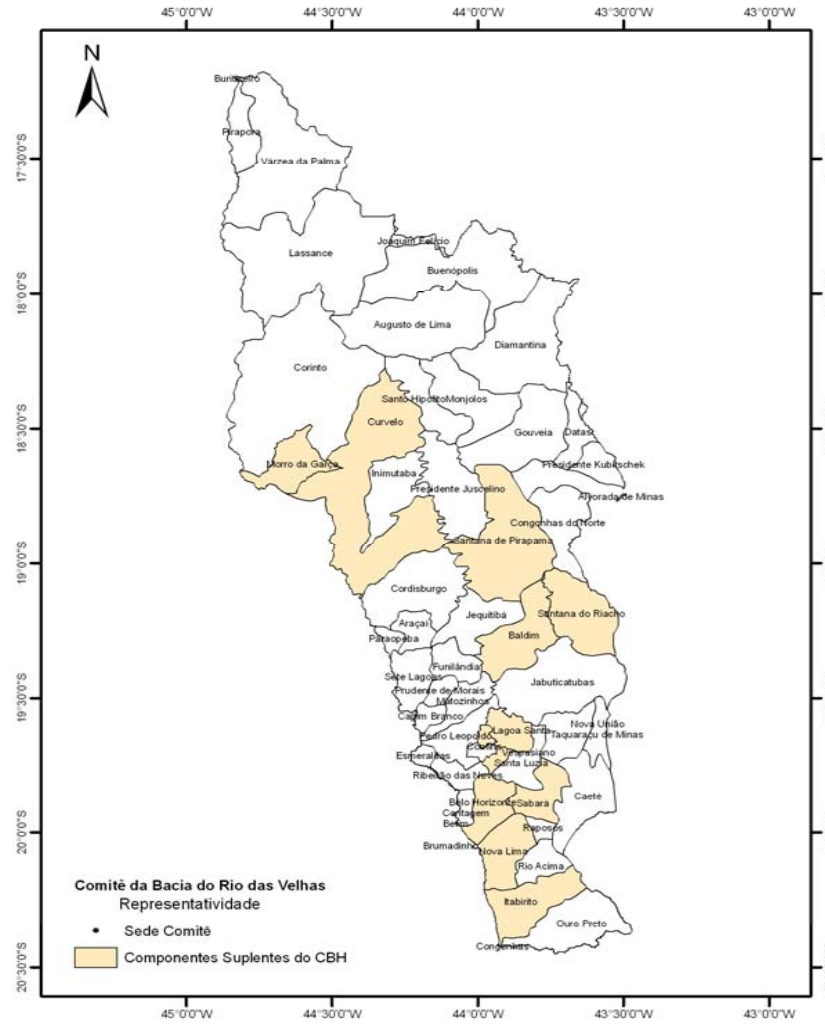 45°0'0"W 44°30'0"W 44°0'0"W 43°30'0"W 43°0'0"W
N
Buritizeiro
Pirapora
17°30'0"S
Várzea da Palma
Joaquim Felício
Lassance
Buenópolis
18°0'0"S
Augusto de Lima
Diamantina
Corinto
Santo Hipólito
Monjolos
Curvelo
18°30'0"S
Gouveia
Datas
Morro da Garça
Presidente Kubitschek
Inimutaba
Presidente Juscelino
Alvorada de Minas
Congonhas do Norte
Santana de Pirapama
19°0'0"S
Cordisburgo
Jequitibá
Santana do Riacho
Araçaí
Baldim
Paraopeba
Funilândia
Sete Lagoas
Jabuticatubas
Prudente de Morais
19°30'0"S
Matozinhos
Capim Branco
Nova União
Lagoa Santa
Taquaraçu de Minas
Pedro Leopoldo
Vespasiano
Esmeraldas
Santa Luzia
Ribeirão das Neves
Caeté
Belo Horizonte
Sabará
Contagem
Betim
Raposos
20°0'0"S
Brumadinho
Nova Lima
Rio Acima
Comitê da Bacia do Rio das Velhas
Representatividade
Itabirito
Sede Comitê
Ouro Preto
Congonhas
Componentes Suplentes do CBH
20°30'0"S
45°0'0"W 44°30'0"W 44°0'0"W 43°30'0"W 43°0'0"W